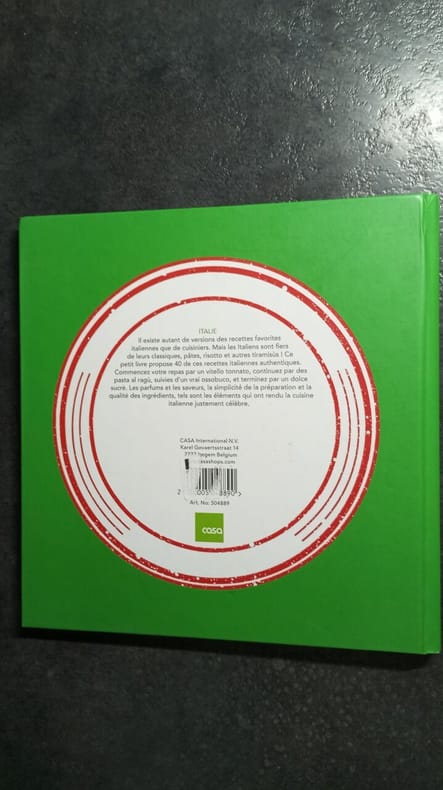 ITALIE
Il existe autant de versions des recettes favorites
italiennes que de cuisiniers. Mais les Italiens sont fiers
de leurs classiques, pâtes, risotto et autres tiramisùs ! Ce
petit livre propose 40 de ces recettes italiennes authentiques.
Commencez votre repas par un vitello tonnato, continuez par des
pasta al ragù, suivies d'un vrai ossobuco, et terminez par un dolce
sucré. Les parfums et les saveurs, la simplicité de la préparation et la
qualité des ingrédients, tels sont les éléments qui ont rendu la cuisine
italienne justement célèbre.
CASA International N.V.
Karel Govaertsstraat 14
Belgium
Art. No: 504889
casa